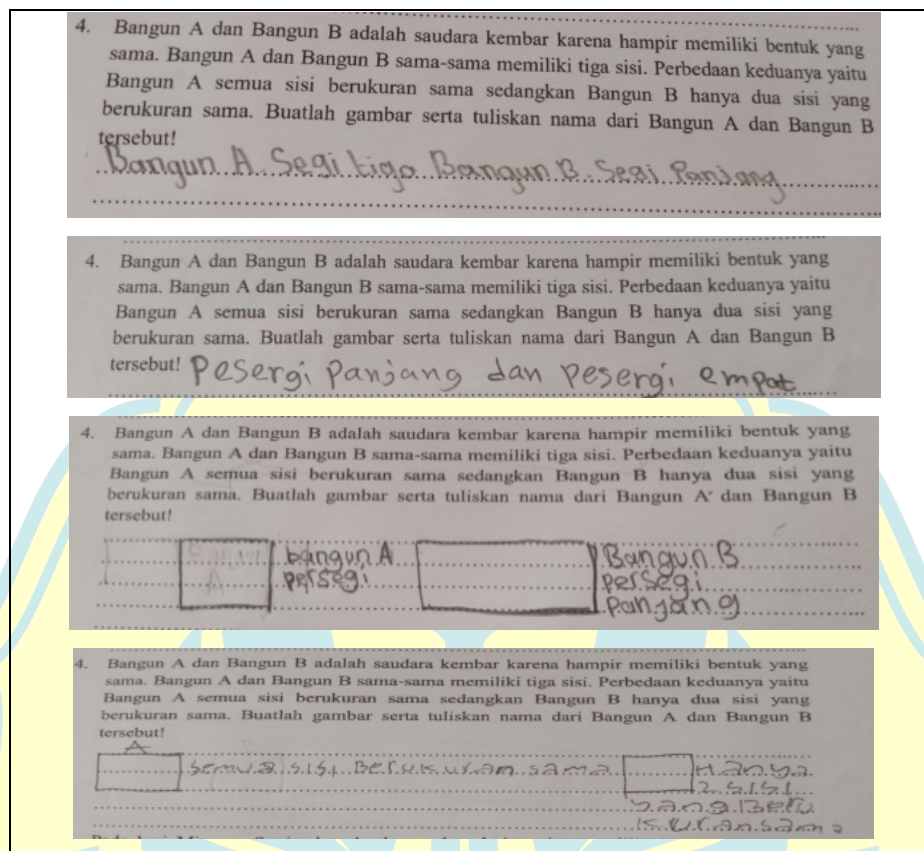 4. Bangun A dan Bangun B adalah saudara kembar karena hampir memiliki bentuk yang
sama. Bangun A dan Bangun B sama-sama memiliki tiga sisi. Perbedaan keduanya yaitu
Bangun A semua sisi berukuran sama sedangkan Bangun B hanya dua sisi yang
berukuran sama. Buatlah gambar serta tuliskan nama dari Bangun A dan Bangun B
tersebut!
Bangun A Segi tiga Bangun B Segi Panjang
4. Bangun A dan Bangun B adalah saudara kembar karena hampir memiliki bentuk yang
sama. Bangun A dan Bangun B sama-sama memiliki tiga sisi. Perbedaan keduanya yaitu
Bangun A semua sisi berukuran sama sedangkan Bangun B hanya dua sisi yang
berukuran sama. Buatlah gambar serta tuliskan nama dari Bangun A dan Bangun B
tersebut! Pesergi Panjang dan Pesergi empat
4. Bangun A dan Bangun B adalah saudara kembar karena hampir memiliki bentuk yang
sama. Bangun A dan Bangun B sama-sama memiliki tiga sisi. Perbedaan keduanya yaitu
Bangun A semua sisi berukuran sama sedangkan Bangun B hanya dua sisi yang
berukuran sama. Buatlah gambar serta tuliskan nama dari Bangun A dan Bangun B
tersebut!
bangun A
persegi
Bangun B
persegi
panjang
4. Bangun A dan Bangun B adalah saudara kembar karena hampir memiliki bentuk yang
sama. Bangun A dan Bangun B sama-sama memiliki tiga sisi. Perbedaan keduanya yaitu
Bangun A semua sisi berukuran sama sedangkan Bangun B hanya dua sisi yang
berukuran sama. Buatlah gambar serta tuliskan nama dari Bangun A dan Bangun B
tersebut!
A
semua sisi Berukuran sama
Hanya
2 sisi
yang Beru
kuran sama